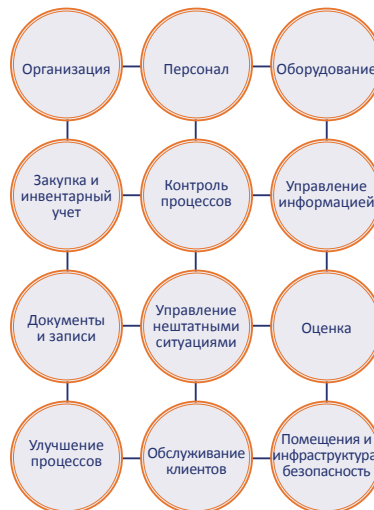 Организация
Персонал
Оборудование
Закупка и
инвентарный
учет
Контроль
процессов
Управление
информацией
Документы
и записи
Управление
нештатными
ситуациями
Оценка
Улучшение
процессов
Обслуживание
клиентов
Помещения и
инфраструктура
безопасность